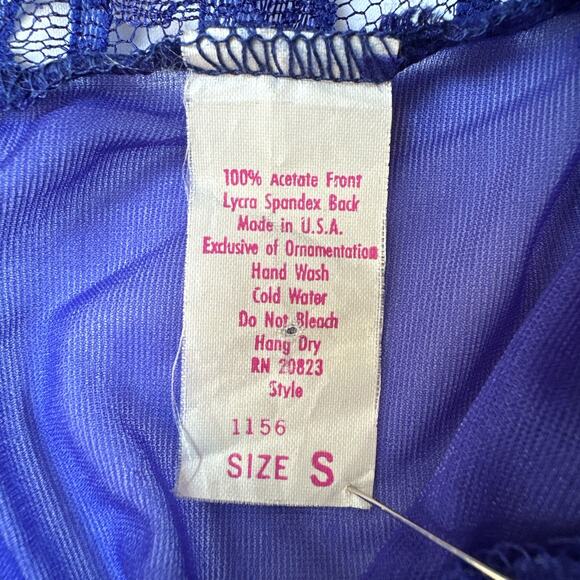 100% Acetate Front
Lycra Spandex Back
Made in U.S.A.
Exclusive of Ornamentation
Hand Wash
Cold Water
Do Not Bleach
Hang Dry
RN 20823
Style
1156
SIZE S